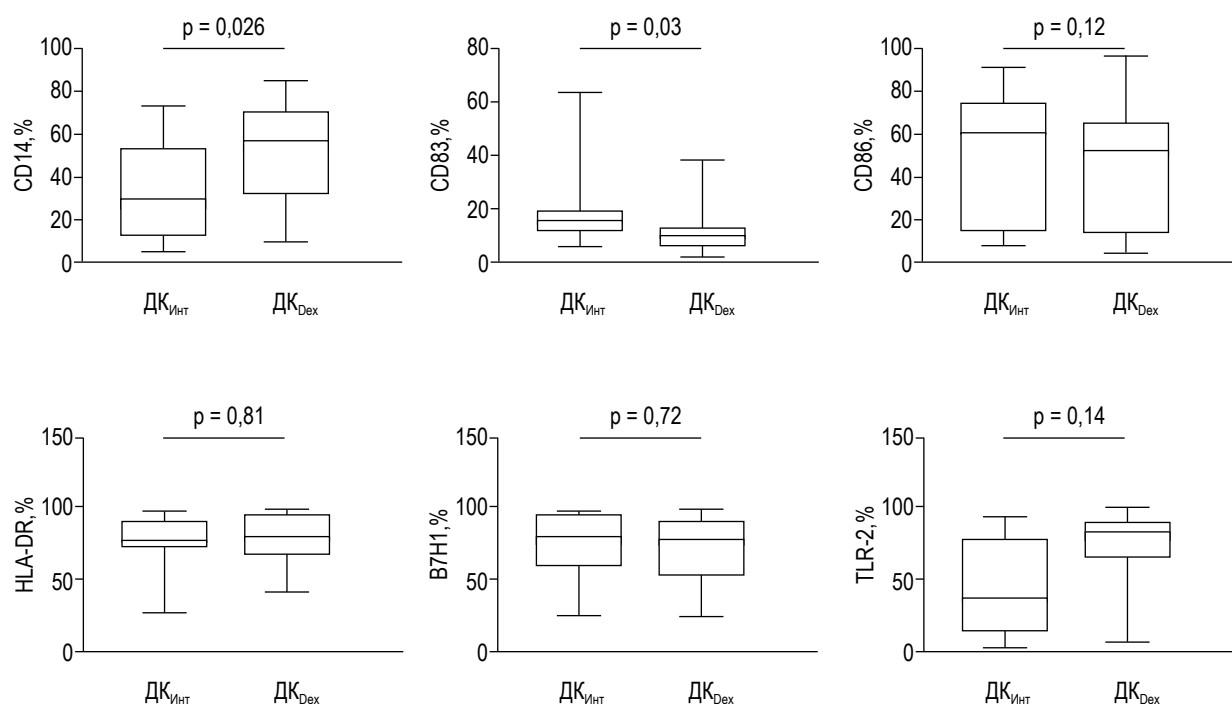 p = 0,026
p = 0,03
p = 0,12
CD14,%
100
80
60
40
20
0
ДКИнт
ДКDex
CD83,%
80
60
40
20
0
ДКИнт
ДКDex
CD86,%
100
80
60
40
20
0
ДКИнт
ДКDex
p = 0,81
p = 0,72
p = 0,14
HLA-DR,%
150
100
50
0
ДКИнт
ДКDex
B7H1,%
150
100
50
0
ДКИнт
ДКDex
TLR-2,%
150
100
50
0
ДКИнт
ДКDex